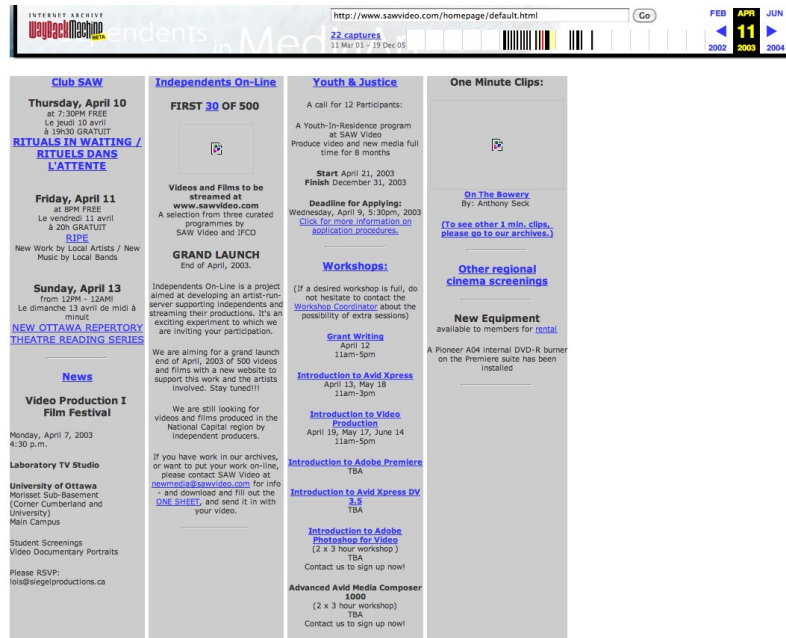 INTERNET ARCHIVE
WayBackMachine
BETA
http://www.sawvideo.com/homepage/default.html
Go
22 captures
11 Mar 01 - 19 Dec 05
FEB APR JUN
11
2002 2003 2004
endents
in Media
Club SAW
Thursday, April 10
at 7:30PM FREE
Le jeudi 10 avril
à 19h30 GRATUIT
RITUALS IN WAITING /
RITUELS DANS
L'ATTENTE
Friday, April 11
at 8PM FREE
Le vendredi 11 avril
à 20h GRATUIT
RIPE
New Work by Local Artists / New
Music by Local Bands
Sunday, April 13
from 12PM - 12AM!
Le dimanche 13 avril de midi à
minuit
NEW OTTAWA REPERTORY
THEATRE READING SERIES
News
Video Production I
Film Festival
Monday, April 7, 2003
4:30 p.m.
Laboratory TV Studio
University of Ottawa
Morisset Sub-Basement
(Corner Cumberland and
University)
Main Campus
Student Screenings
Video Documentary Portraits
Please RSVP:
lois@siegelproductions.ca
Independents On-Line
FIRST 30 OF 500
Videos and Films to be
streamed at
www.sawvideo.com
A selection from three curated
programmes by
SAW Video and IFCO
GRAND LAUNCH
End of April, 2003.
Independents On-Line is a project
aimed at developing an artist-run-
server supporting independents and
streaming their productions. It's an
exciting experiment to which we
are inviting your participation.
We are aiming for a grand launch
end of April, 2003 of 500 videos
and films with a new website to
support this work and the artists
involved. Stay tuned!!!
We are still looking for
videos and films produced in the
National Capital region by
independent producers.
If you have work in our archives,
or want to put your work on-line,
please contact SAW Video at
newmedia@sawvideo.com for info
- and download and fill out the
ONE SHEET, and send it in with
your video.
Youth & Justice
A call for 12 Participants:
A Youth-In-Residence program
at SAW Video
Produce video and new media full
time for 8 months
Start April 21, 2003
Finish December 31, 2003
Deadline for Applying:
Wednesday, April 9, 5:30pm, 2003
Click for more information on
application procedures.
Workshops:
(If a desired workshop is full, do
not hesitate to contact the
Workshop Coordinator about the
possibility of extra sessions)
Grant Writing
April 12
11am-5pm
Introduction to Avid Xpress
April 13, May 18
11am-3pm
Introduction to Video
Production
April 19, May 17, June 14
11am-5pm
Introduction to Adobe Premiere
TBA
Introduction to Avid Xpress DV
3.5
TBA
Introduction to Adobe
Photoshop for Video
(2 x 3 hour workshop )
TBA
Contact us to sign up now!
Advanced Avid Media Composer
1000
(2 x 3 hour workshop)
TBA
Contact us to sign up now!
One Minute Clips:
On The Bowery
By: Anthony Seck
(To see other 1 min. clips,
please go to our archives.)
Other regional
cinema screenings
New Equipment
available to members for rental
A Pioneer A04 internal DVD-R burner
on the Premiere suite has been
installed